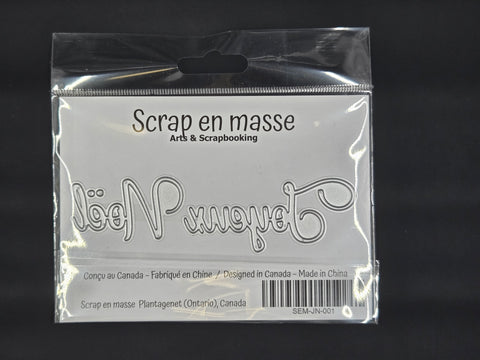 Scrap en masse
Arts & Scrapbooking
Joyeux Noël
Conçu au Canada - Fabriqué en Chine / Designed in Canada - Made in China
Scrap en masse Plantagenet (Ontario), Canada
SEM-JN-001